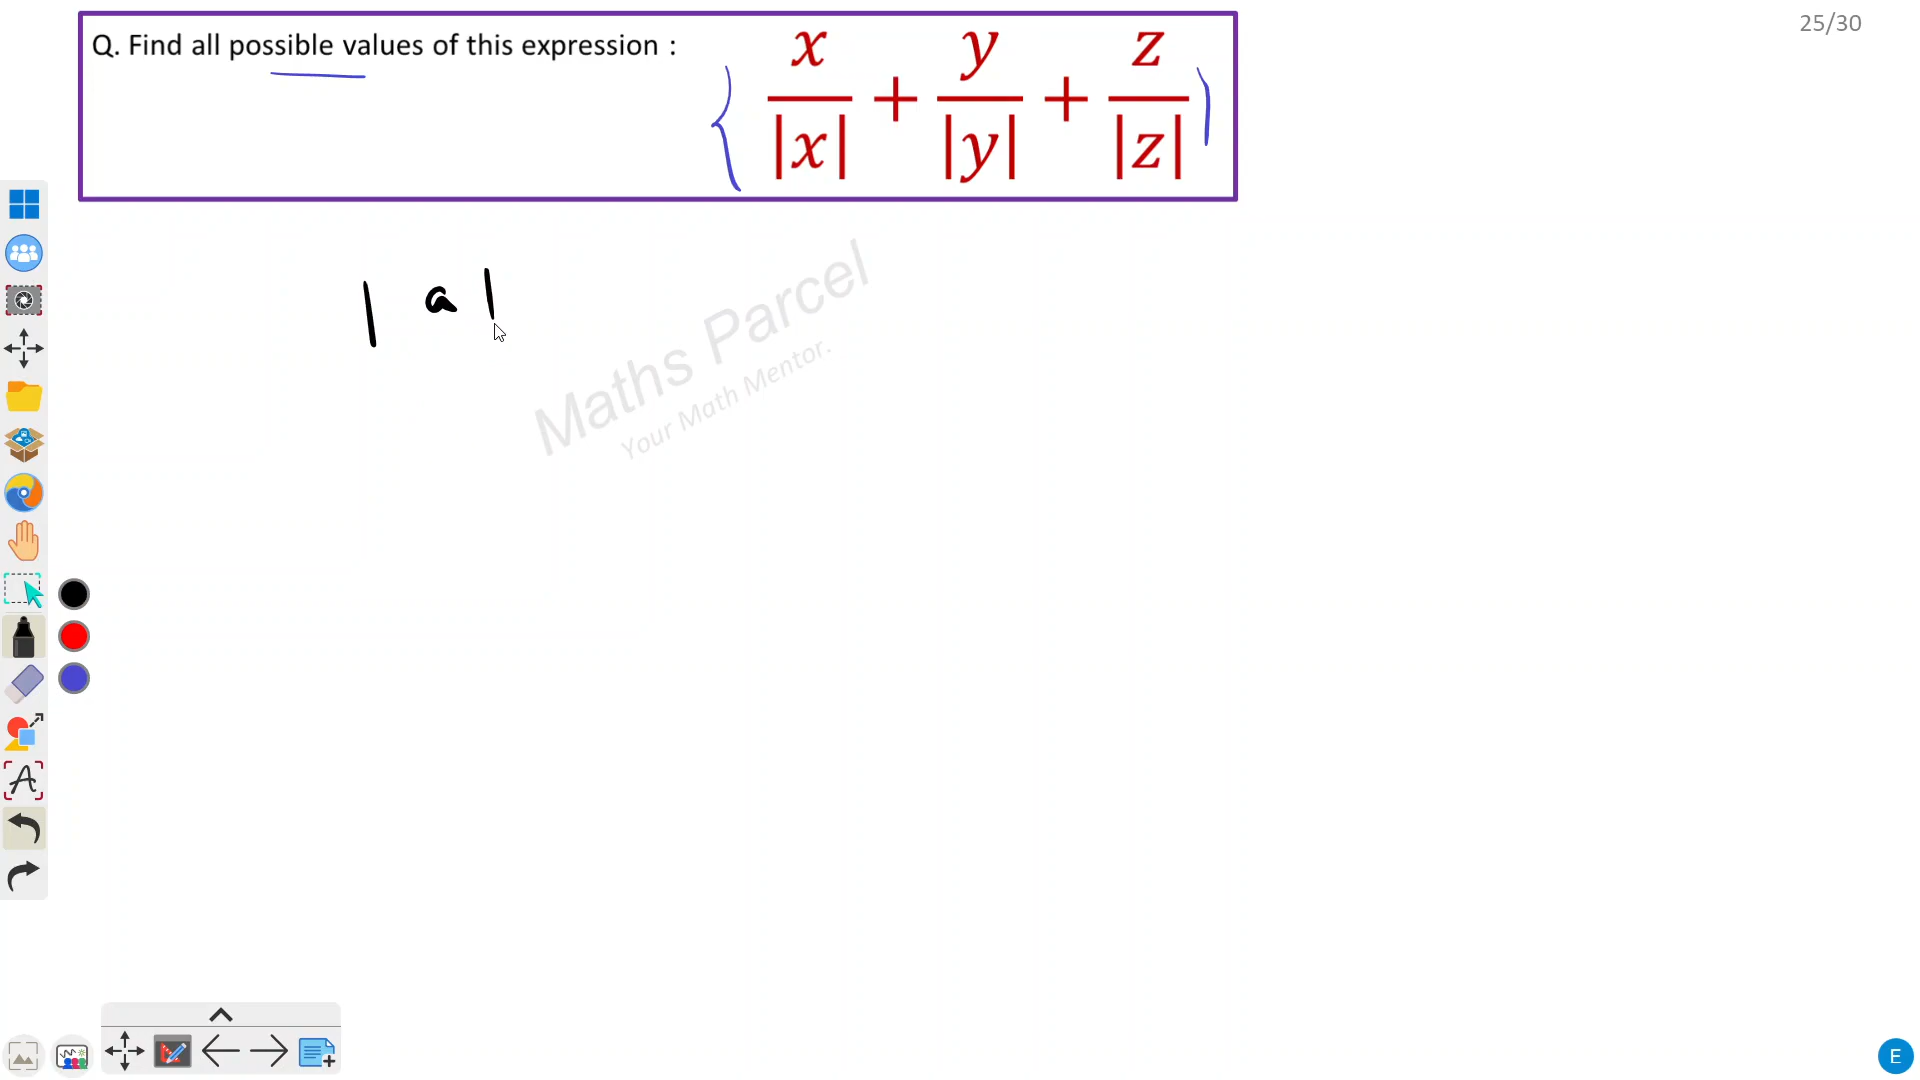 25/30
Q. Find all possible values of this expression :
x/|x| + y/|y| + z/|z|
|a|
Maths Parcel
Your Math Mentor.
E